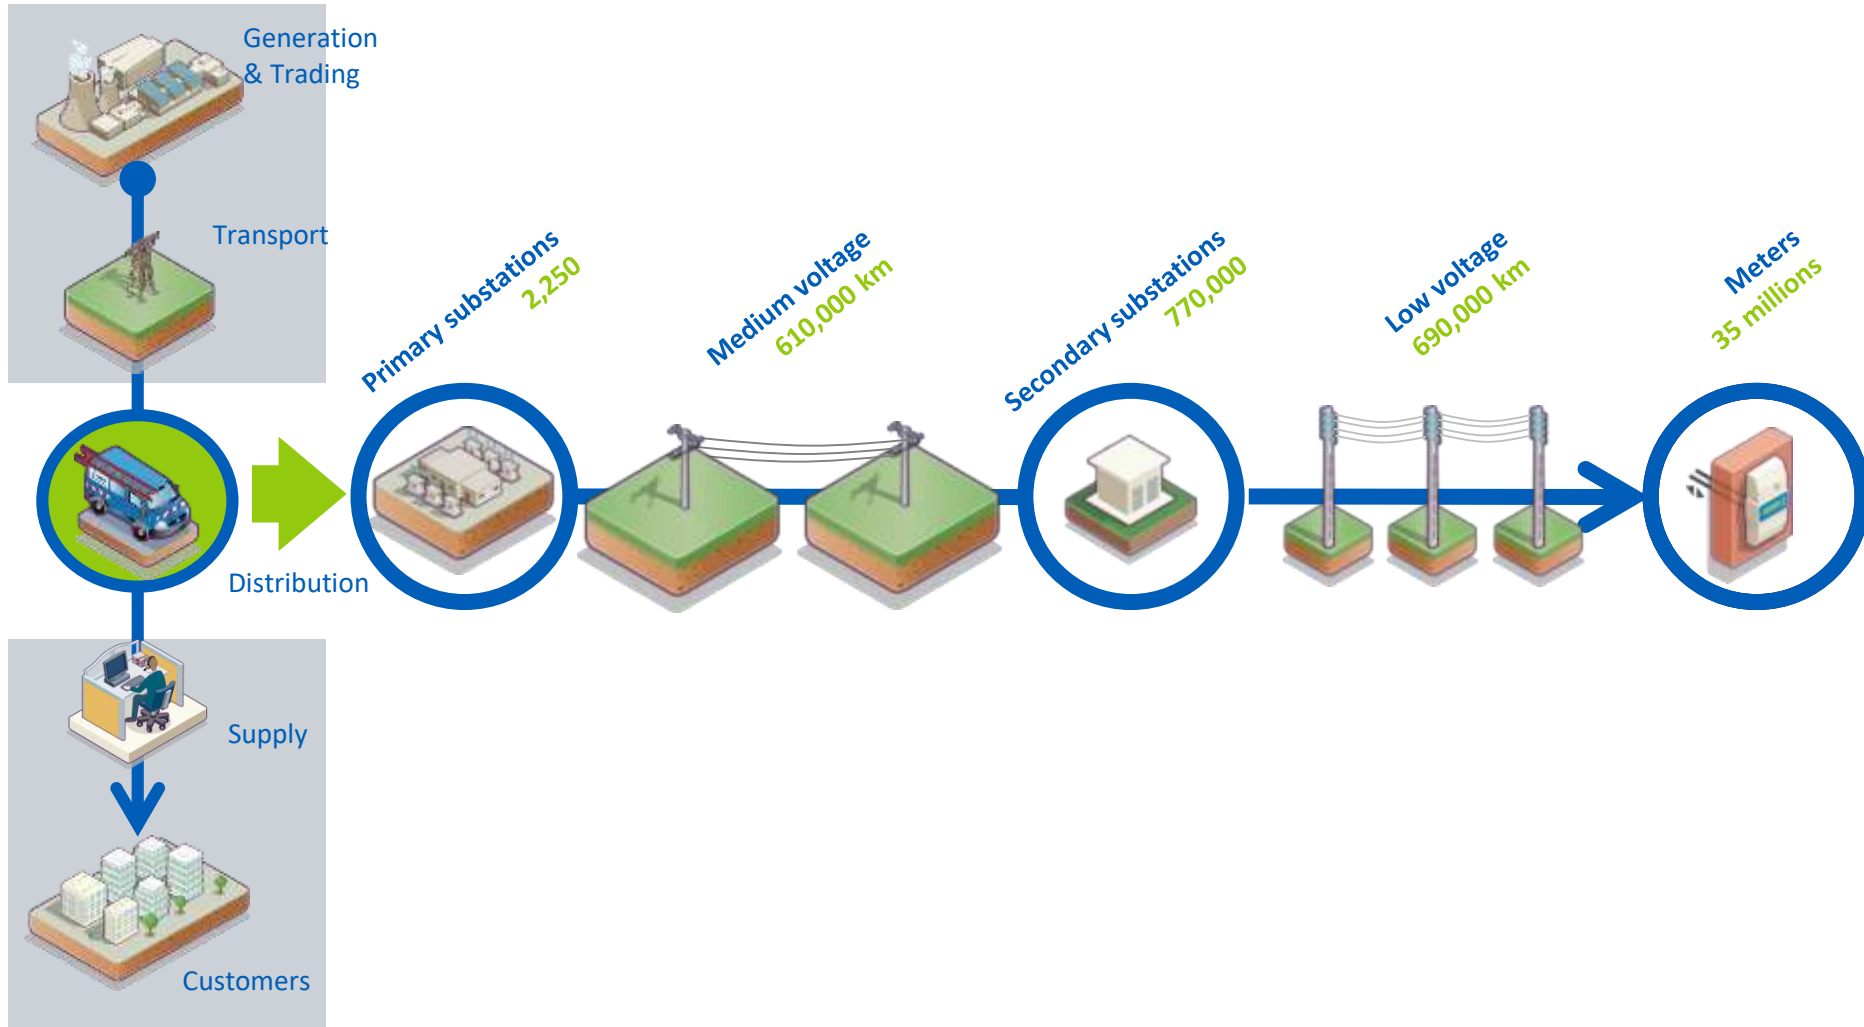 Generation
& Trading
Transport
Primary substations
2,250
Medium voltage
610,000 km
Secondary substations
770,000
Low voltage
690,000 km
Meters
35 millions
Distribution
Supply
Customers